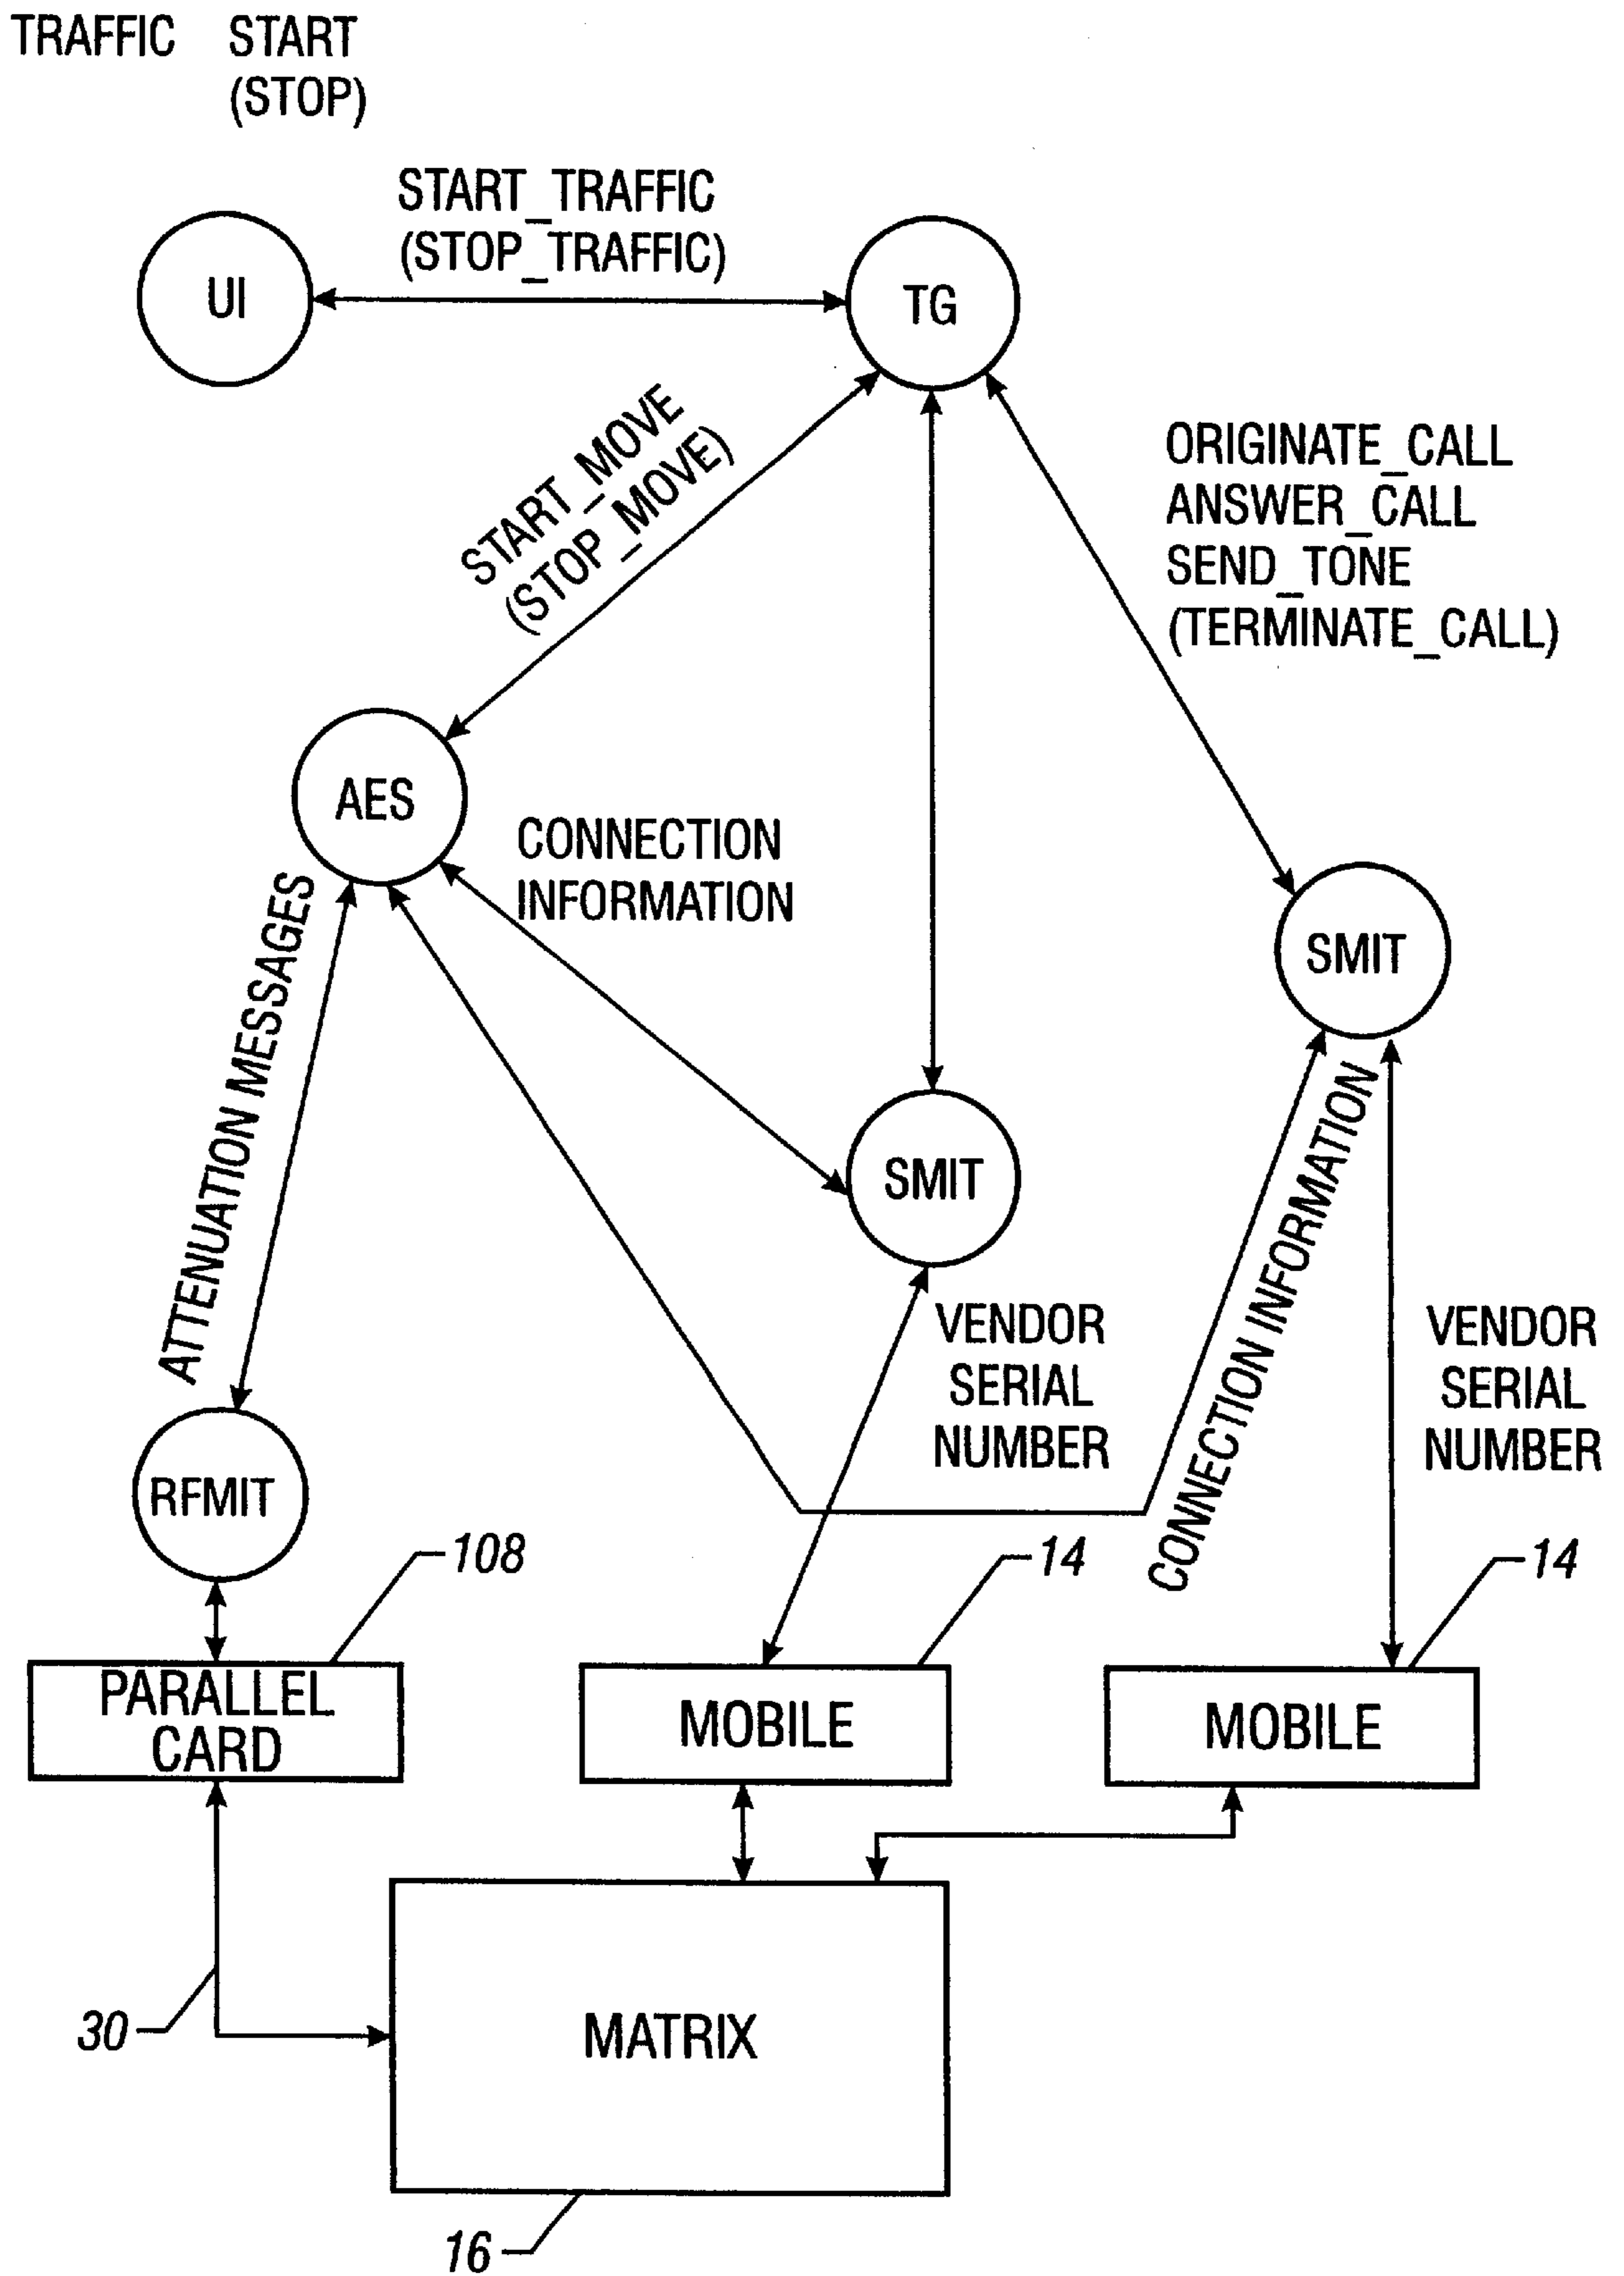 TRAFFIC START
(STOP)
START_TRAFFIC
(STOP_TRAFFIC)
UI
TG
START_MOVE
(STOP_MOVE)
ORIGINATE_CALL
ANSWER_CALL
SEND_TONE
(TERMINATE_CALL)
AES
CONNECTION
INFORMATION
SMIT
ATTENUATION MESSAGES
SMIT
CONNECTION INFORMATION
VENDOR
SERIAL
NUMBER
VENDOR
SERIAL
NUMBER
RFMIT
108
14
14
PARALLEL
CARD
MOBILE
MOBILE
30
MATRIX
16